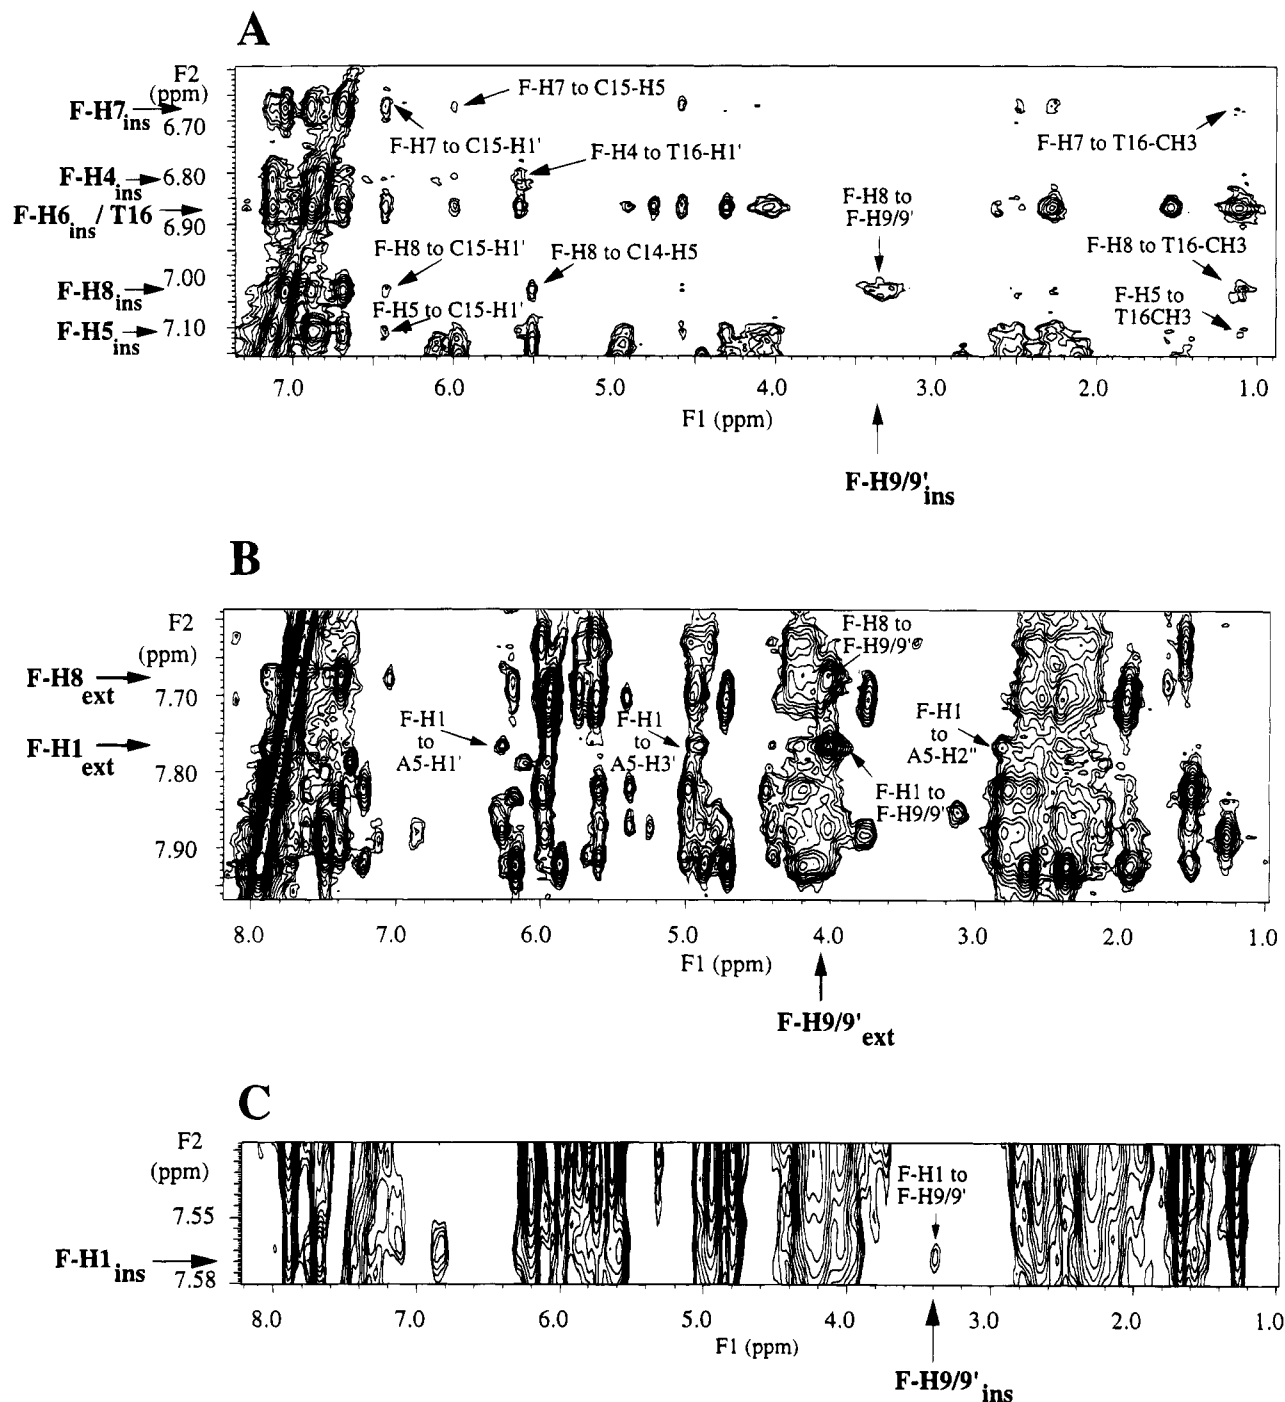 A
F2
(ppm)
F-H7ins
6.70
F-H7 to C15-H5
F-H7 to C15-H1'
F-H4 to T16-H1'
F-H7 to T16-CH3
F-H4ins
6.80
F-H6ins / T16
6.90
F-H8 to
F-H9/9'
F-H8 to C15-H1'
F-H8 to C14-H5
F-H8 to T16-CH3
7.00
F-H8ins
F-H5 to C15-H1'
F-H5 to
T16CH3
F-H5ins
7.10
7.0 6.0 5.0 4.0 3.0 2.0 1.0
F1 (ppm)
F-H9/9'ins
B
F2
(ppm)
F-H8 to
F-H9/9'
F-H8ext
7.70
F-H1
to
A5-H1'
F-H1
to
A5-H3'
F-H1
to
A5-H2"
F-H1ext
7.80
F-H1 to
F-H9/9'
7.90
8.0 7.0 6.0 5.0 4.0 3.0 2.0 1.0
F1 (ppm)
F-H9/9'ext
C
F2
(ppm)
F-H1 to
F-H9/9'
7.55
F-H1ins
7.58
8.0 7.0 6.0 5.0 4.0 3.0 2.0 1.0
F1 (ppm)
F-H9/9'ins